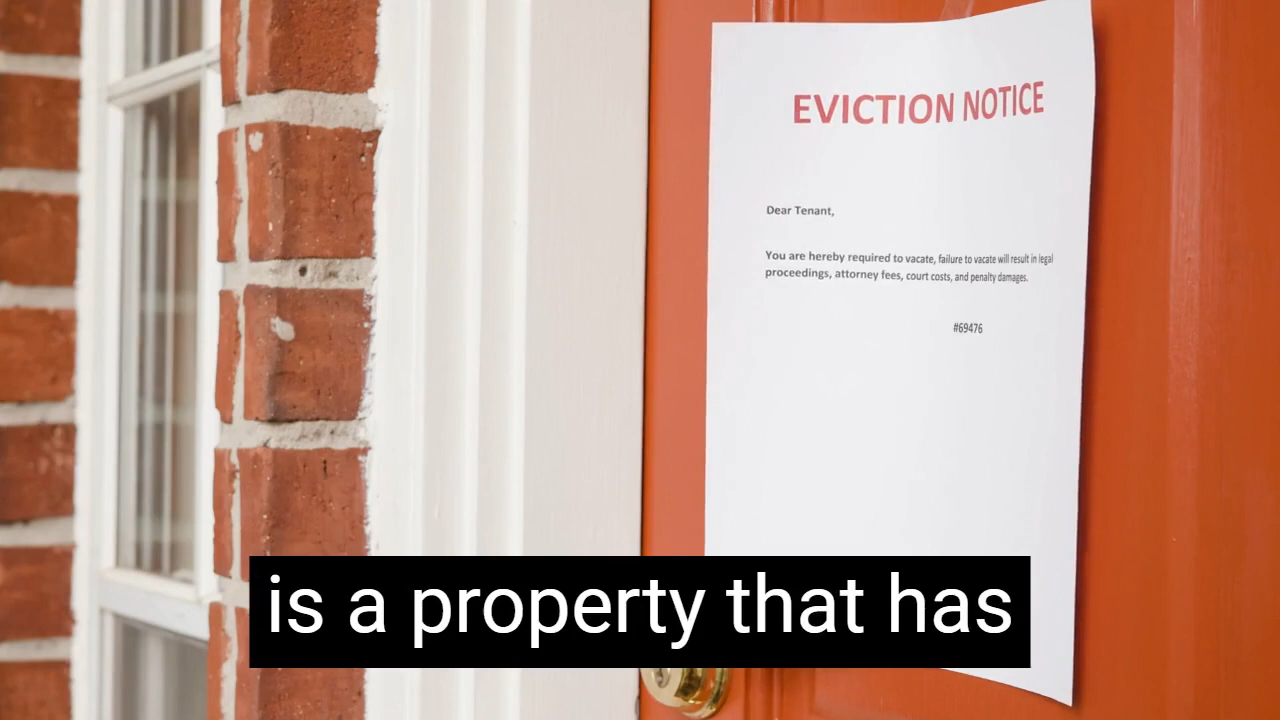 EVICTION NOTICE
Dear Tenant,
You are hereby required to vacate, failure to vacate will result in legal
proceedings, attorney fees, court costs, and penalty damages.
#69476
is a property that has